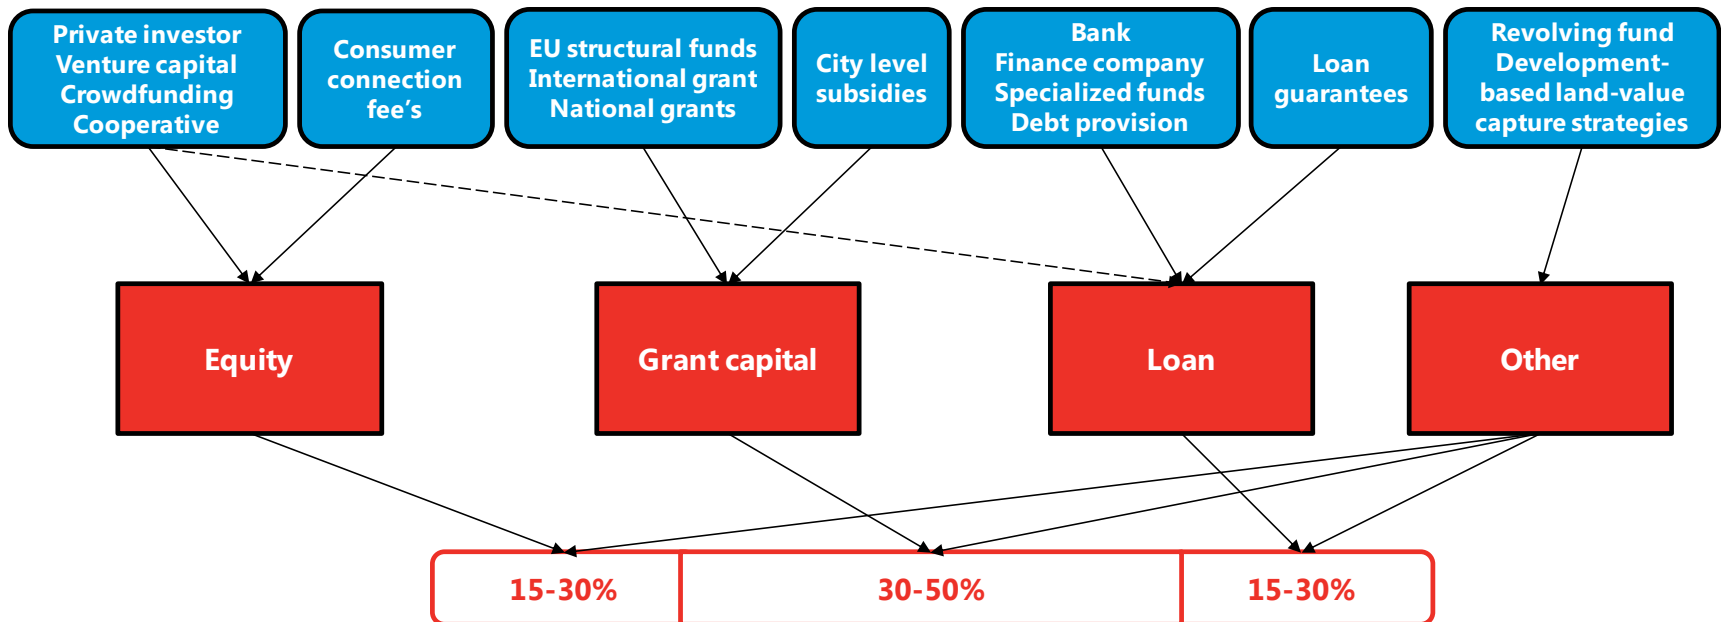 Private investor
Venture capital
Crowdfunding
Cooperative
Consumer
connection
fee's
EU structural funds
International grant
National grants
City level
subsidies
Bank
Finance company
Specialized funds
Debt provision
Loan
guarantees
Revolving fund
Development-
based land-value
capture strategies
Equity
Grant capital
Loan
Other
15-30%
30-50%
15-30%